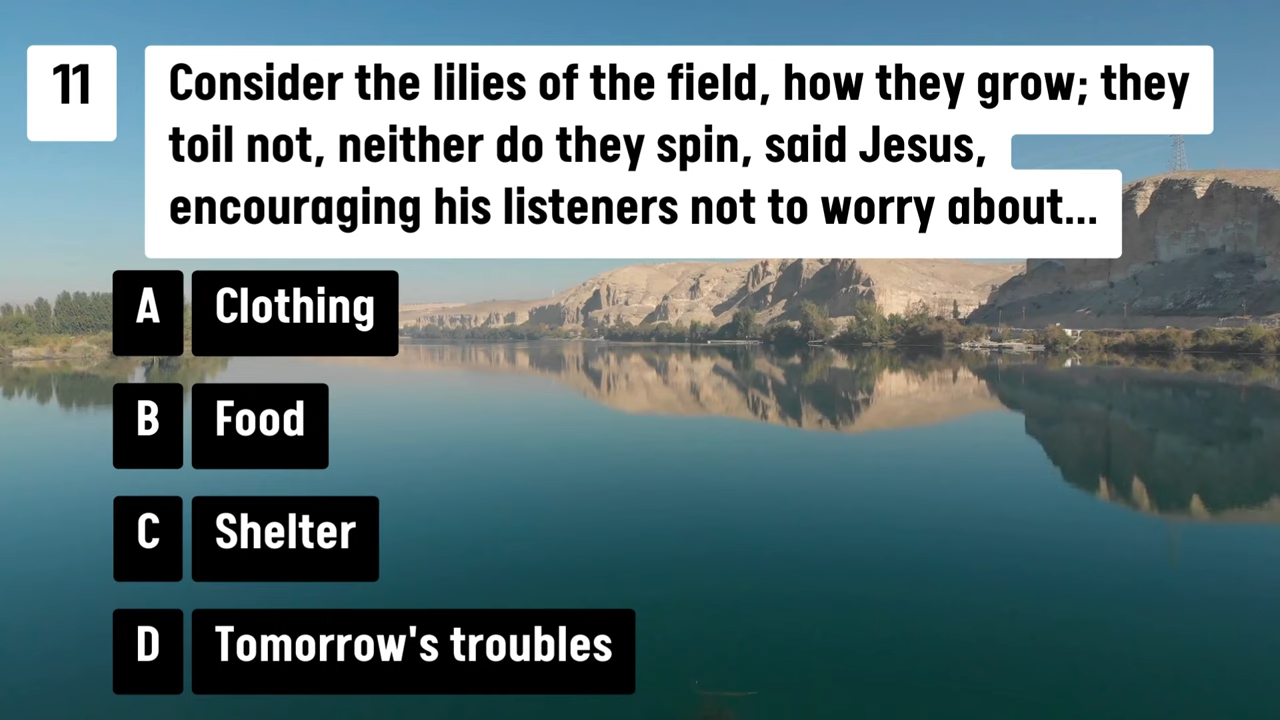 11
Consider the lilies of the field, how they grow; they
toil not, neither do they spin, said Jesus,
encouraging his listeners not to worry about...
A Clothing
B Food
C Shelter
D Tomorrow's troubles